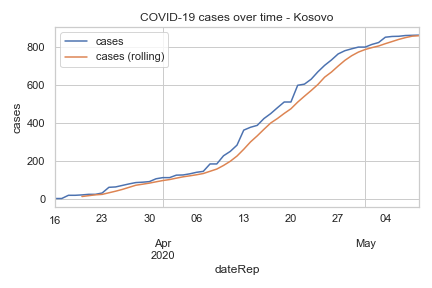 COVID-19 cases over time - Kosovo
cases
cases (rolling)
cases
800
600
400
200
0
16
23
30
06
13
20
27
04
Apr
2020
May
dateRep